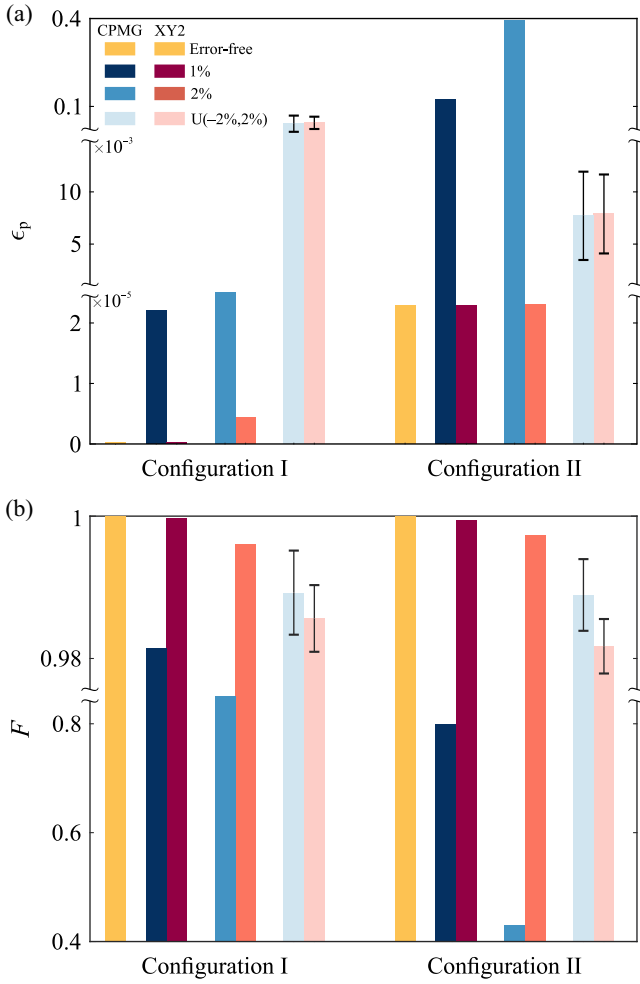 (a)
0.4
CPMG XY2
Error-free
1%
2%
U(−2%,2%)
0.1
×10⁻³
10
5
ϵp
×10⁻⁵
2
1
0
Configuration I Configuration II
(b)
1
0.98
F
0.8
0.6
0.4
Configuration I Configuration II